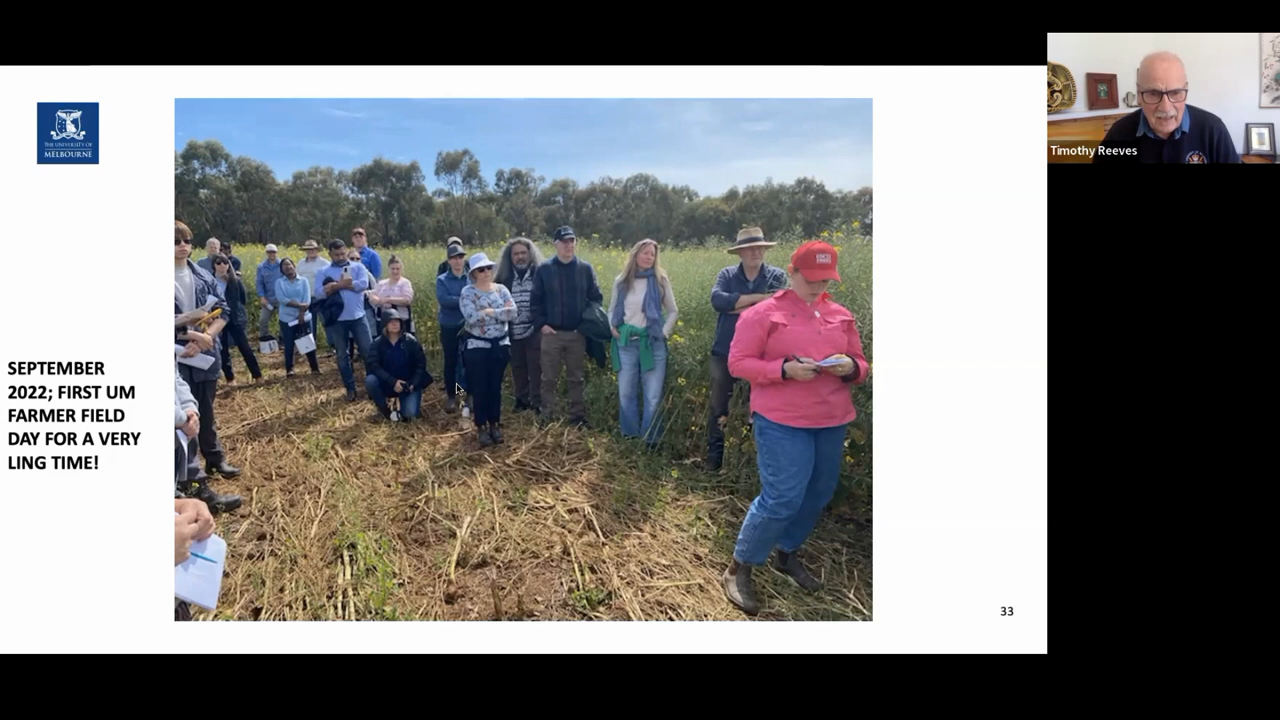 THE UNIVERSITY OF
MELBOURNE
SEPTEMBER
2022; FIRST UM
FARMER FIELD
DAY FOR A VERY
LING TIME!
33
Timothy Reeves